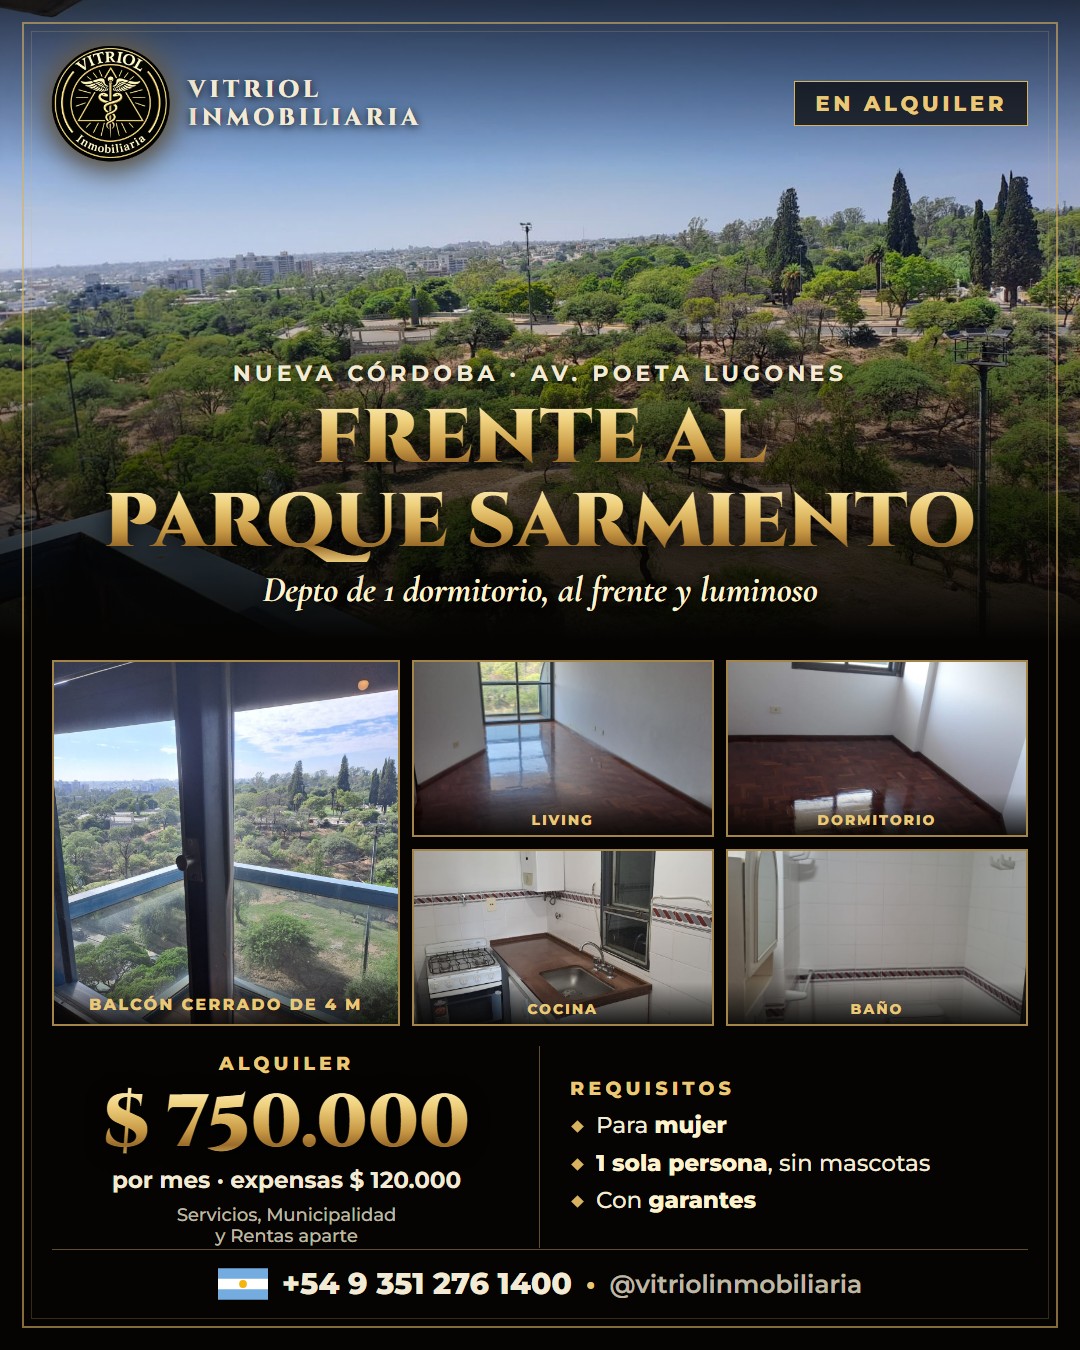 VITRIOL
Inmobiliaria
VITRIOL
INMOBILIARIA
EN ALQUILER
NUEVA CÓRDOBA · AV. POETA LUGONES
FRENTE AL
PARQUE SARMIENTO
Depto de 1 dormitorio, al frente y luminoso
BALCÓN CERRADO DE 4 M
LIVING
DORMITORIO
COCINA
BAÑO
ALQUILER
$ 750.000
por mes · expensas $ 120.000
Servicios, Municipalidad
y Rentas aparte
REQUISITOS
◆ Para mujer
◆ 1 sola persona, sin mascotas
◆ Con garantes
+54 9 351 276 1400 • @vitriolinmobiliaria